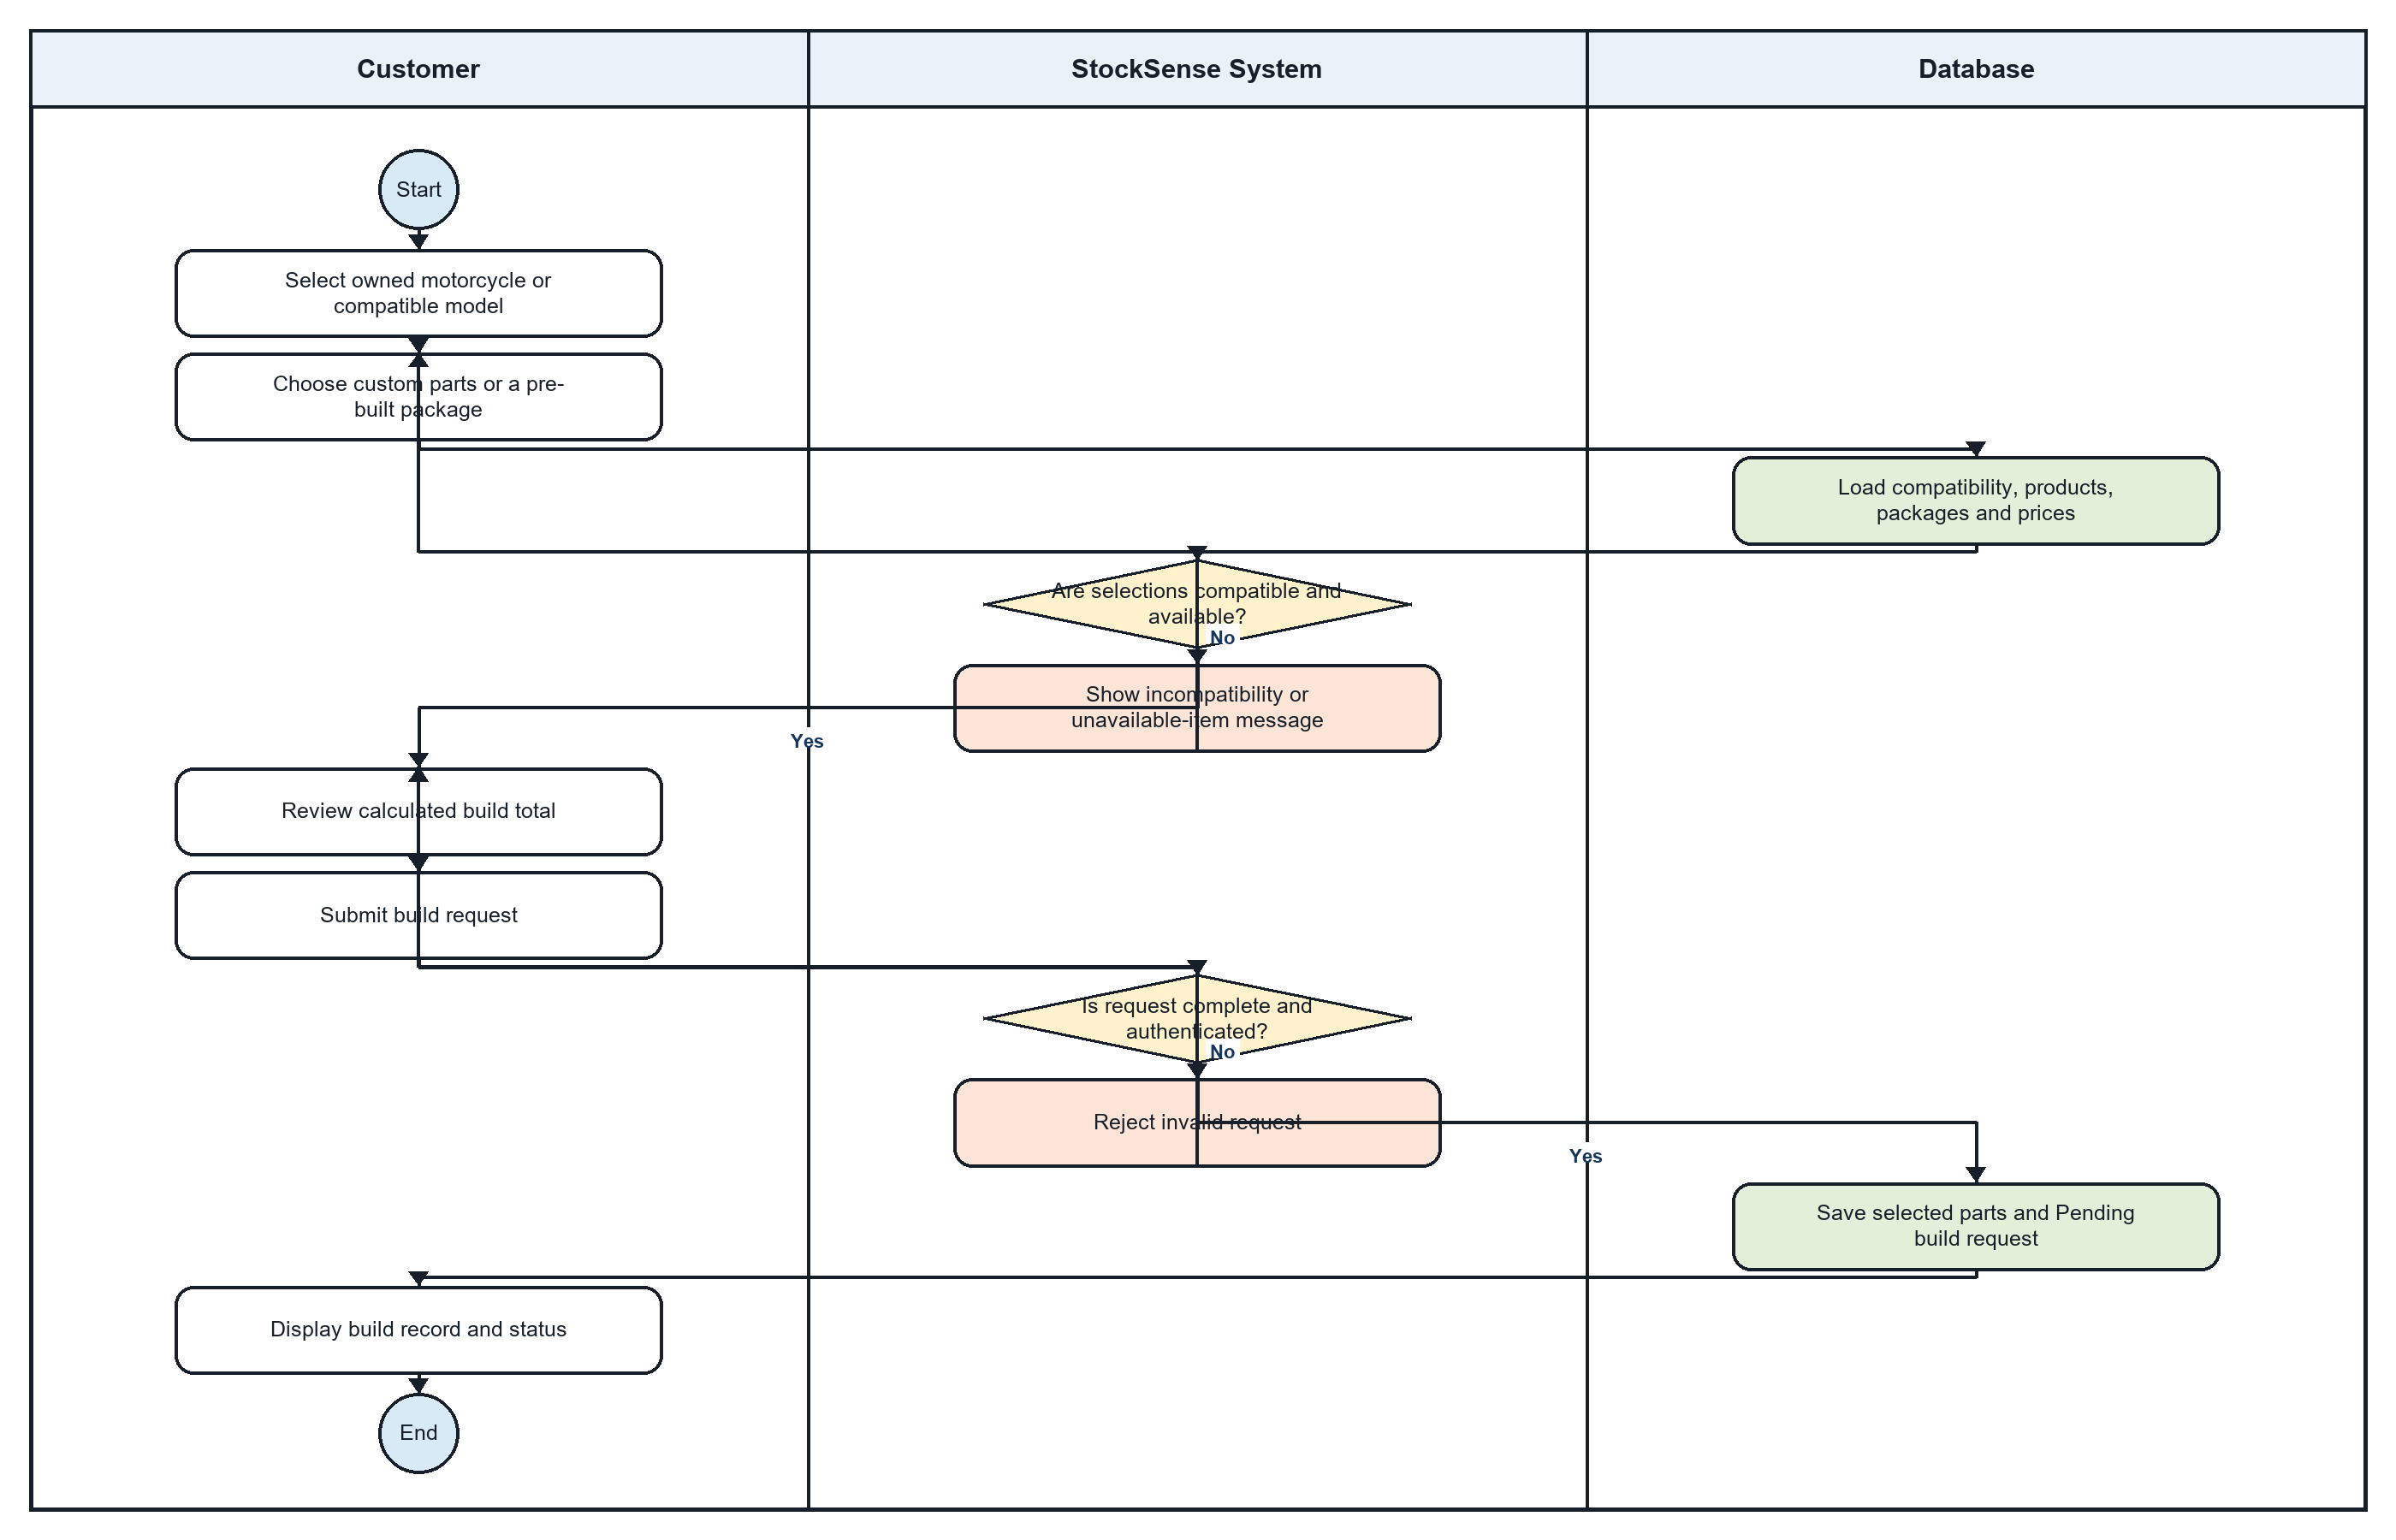 Customer
StockSense System
Database
Start
Select owned motorcycle or
compatible model
Choose custom parts or a pre-
built package
Load compatibility, products,
packages and prices
Are selections compatible and
available?
No
Show incompatibility or
unavailable-item message
Yes
Review calculated build total
Submit build request
Is request complete and
authenticated?
No
Reject invalid request
Yes
Save selected parts and Pending
build request
Display build record and status
End